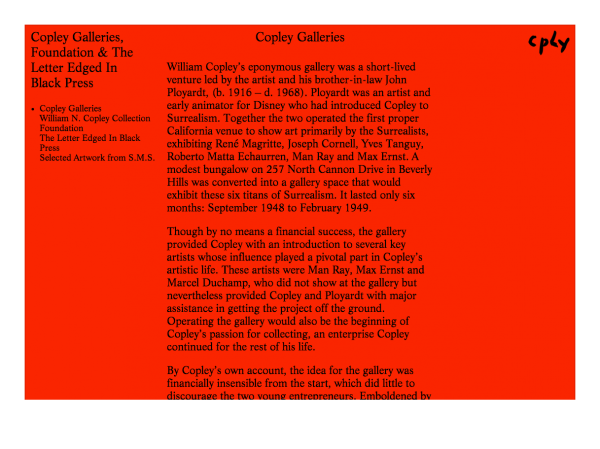 Copley Galleries,
Foundation & The
Letter Edged In
Black Press
• Copley Galleries
William N. Copley Collection
Foundation
The Letter Edged In Black
Press
Selected Artwork from S.M.S.
Copley Galleries
William Copley's eponymous gallery was a short-lived
venture led by the artist and his brother-in-law John
Ployardt, (b. 1916 – d. 1968). Ployardt was an artist and
early animator for Disney who had introduced Copley to
Surrealism. Together the two operated the first proper
California venue to show art primarily by the Surrealists,
exhibiting René Magritte, Joseph Cornell, Yves Tanguy,
Roberto Matta Echaurren, Man Ray and Max Ernst. A
modest bungalow on 257 North Cannon Drive in Beverly
Hills was converted into a gallery space that would
exhibit these six titans of Surrealism. It lasted only six
months: September 1948 to February 1949.
Though by no means a financial success, the gallery
provided Copley with an introduction to several key
artists whose influence played a pivotal part in Copley's
artistic life. These artists were Man Ray, Max Ernst and
Marcel Duchamp, who did not show at the gallery but
nevertheless provided Copley and Ployardt with major
assistance in getting the project off the ground.
Operating the gallery would also be the beginning of
Copley's passion for collecting, an enterprise Copley
continued for the rest of his life.
By Copley's own account, the idea for the gallery was
financially insensible from the start, which did little to
discourage the two young entrepreneurs. Emboldened by
cply